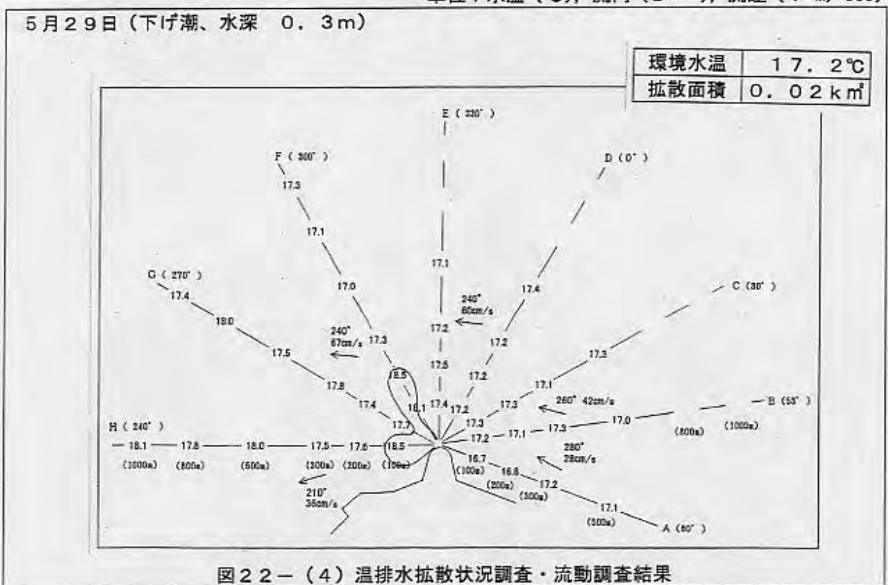 5月29日(下げ潮、水深 0.3m)
環境水温 17.2℃
拡散面積 0.02k㎡
E(330°)
F(300°)
D(0°)
17.3
17.1
17.1
G(270°)
17.4
17.0
17.4
C(30°)
18.0
240°
60cm/s
17.2
240°
67cm/s
17.3
17.2
17.5
17.5
17.2
17.3
17.8
18.5
17.1
17.4
18.1
17.4
17.2
17.3
260° 42cm/s
B(55°)
17.7
17.3
17.2
17.1
17.3
17.0
(800m)
(1000m)
H(240°)
18.1
17.8
18.0
17.5
17.6
18.5
(1000m)
(800m)
(500m)
(300m)
(200m)
(100m)
280°
28cm/s
16.7
(100m)
16.8
(200m)
17.2
(300m)
17.1
(500m)
A(80°)
210°
36cm/s
図22-(4)温排水拡散状況調査・流動調査結果